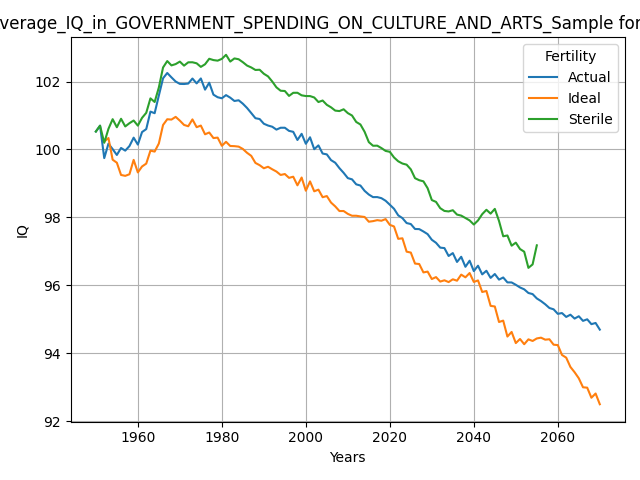 verage_IQ_in_GOVERNMENT_SPENDING_ON_CULTURE_AND_ARTS_Sample for
Fertility
Actual
Ideal
Sterile
102
100
98
96
94
92
IQ
1960 1980 2000 2020 2040 2060
Years